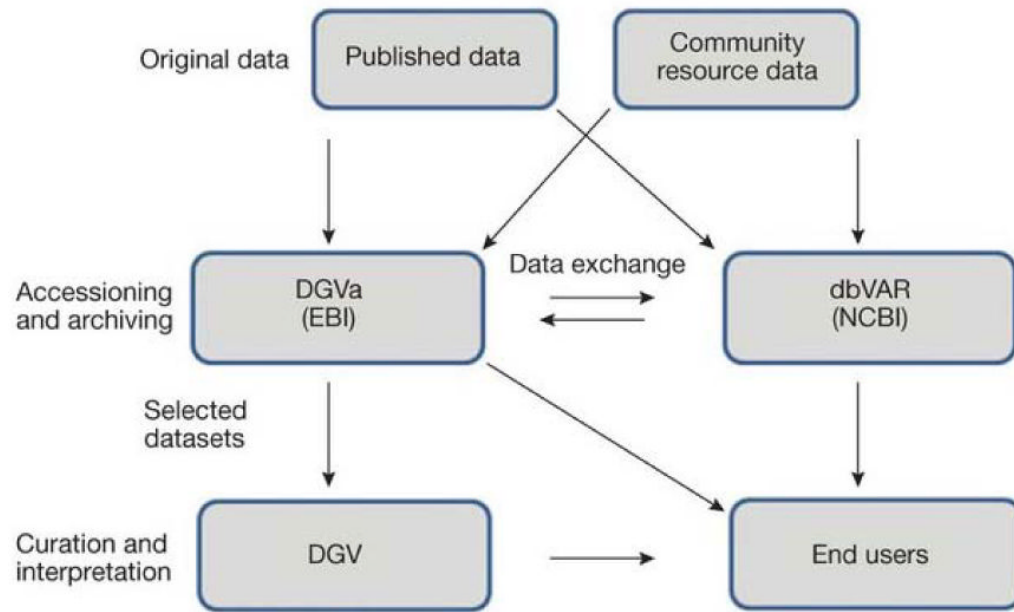 Original data
Published data
Community
resource data
Accessioning
and archiving
DGVa
(EBI)
Data exchange
dbVAR
(NCBI)
Selected
datasets
Curation and
interpretation
DGV
End users